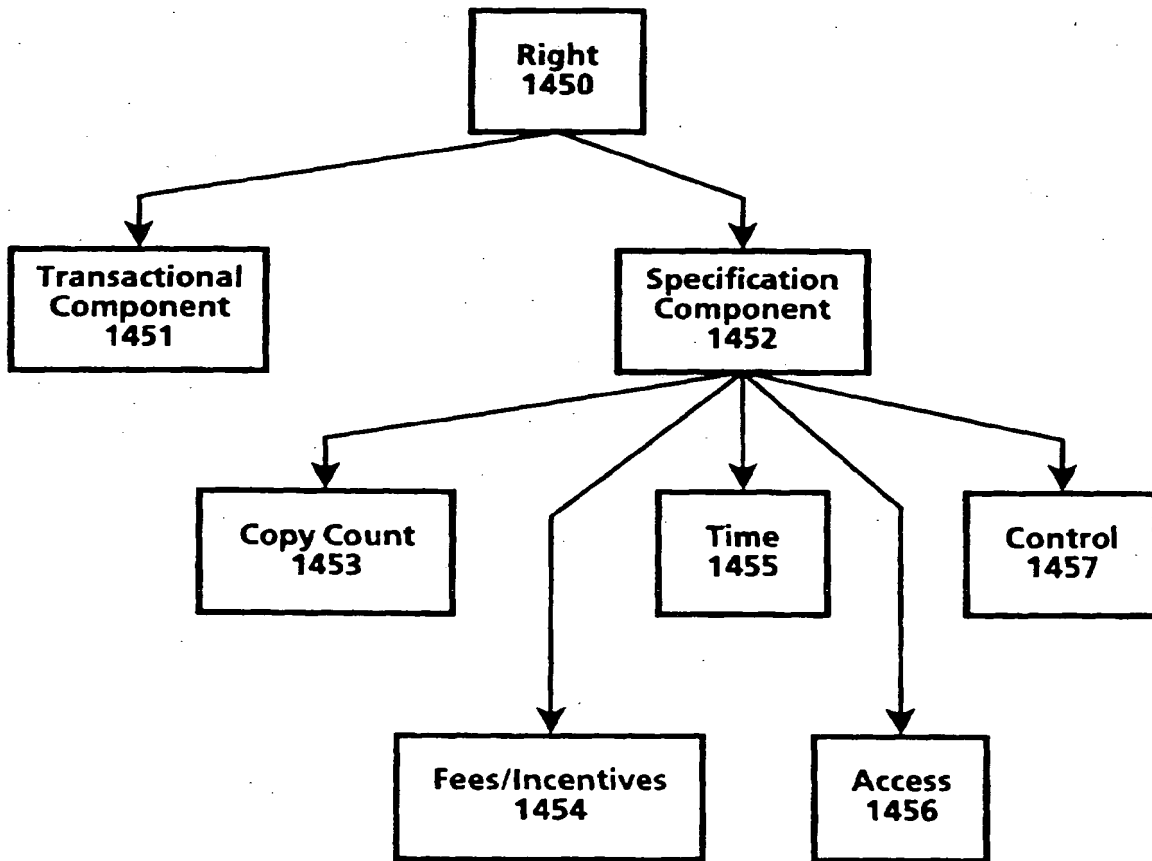 Right
1450
Transactional
Component
1451
Specification
Component
1452
Copy Count
1453
Time
1455
Control
1457
Fees/Incentives
1454
Access
1456